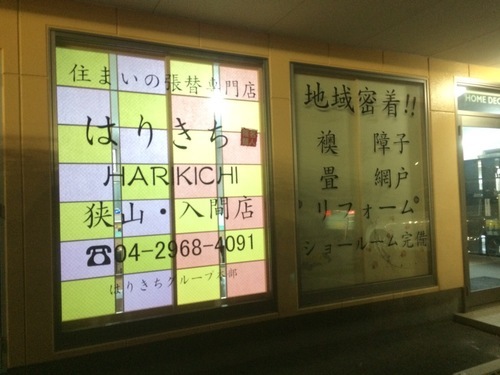 住まいの張替専門店
はりきち
HARIKICHI
狭山・入間店
☎04-2968-4091
はりきちグループ本部
地域密着!!
襖 障子
畳 網戸
リフォーム
ショールーム完備
HOME DEC